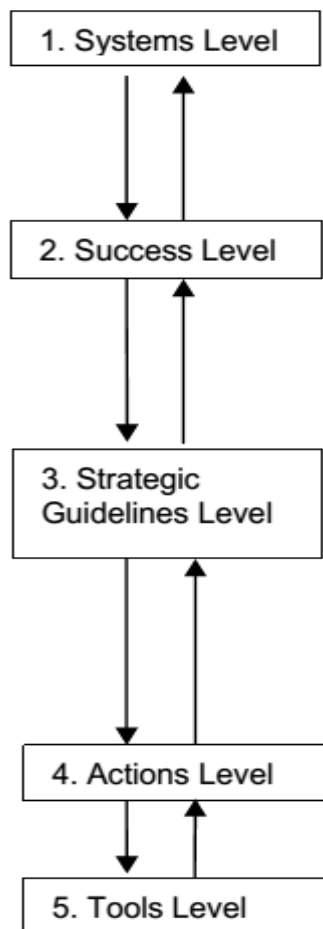 1. Systems Level
2. Success Level
3. Strategic
Guidelines Level
4. Actions Level
5. Tools Level